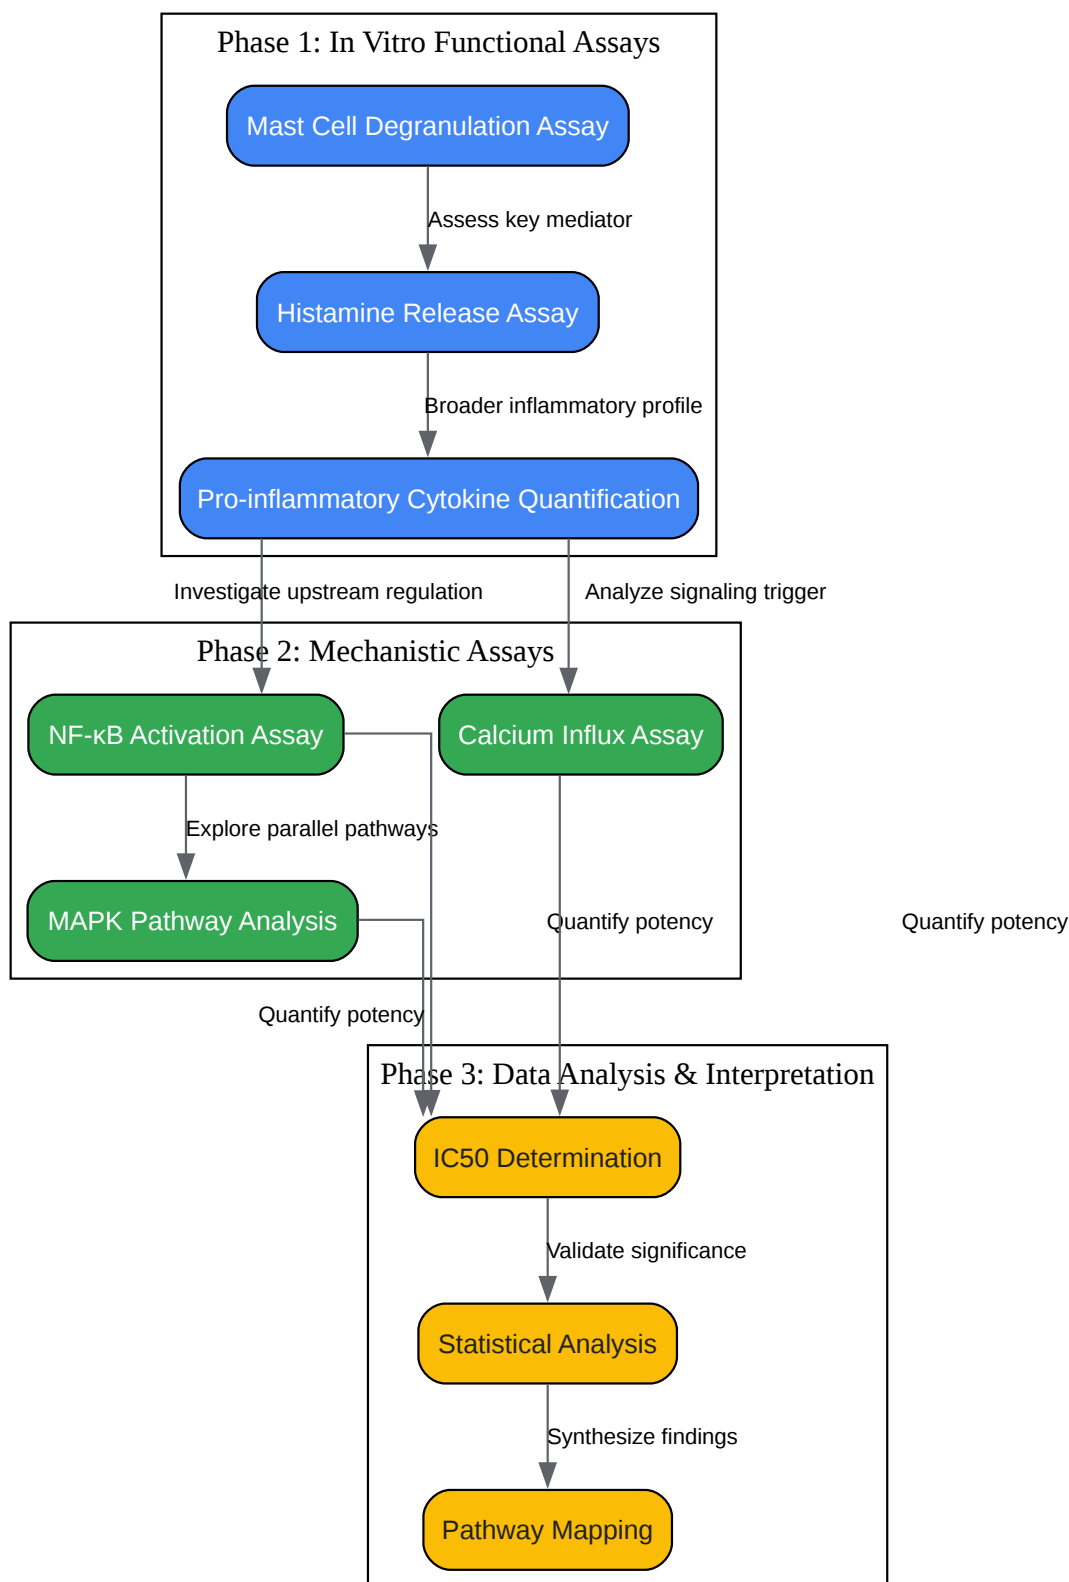 Phase 1: In Vitro Functional Assays
Mast Cell Degranulation Assay
Assess key mediator
Histamine Release Assay
Broader inflammatory profile
Pro-inflammatory Cytokine Quantification
Investigate upstream regulation
Analyze signaling trigger
Phase 2: Mechanistic Assays
NF-κB Activation Assay
Calcium Influx Assay
Explore parallel pathways
MAPK Pathway Analysis
Quantify potency
Quantify potency
Quantify potency
Phase 3: Data Analysis & Interpretation
IC50 Determination
Validate significance
Statistical Analysis
Synthesize findings
Pathway Mapping